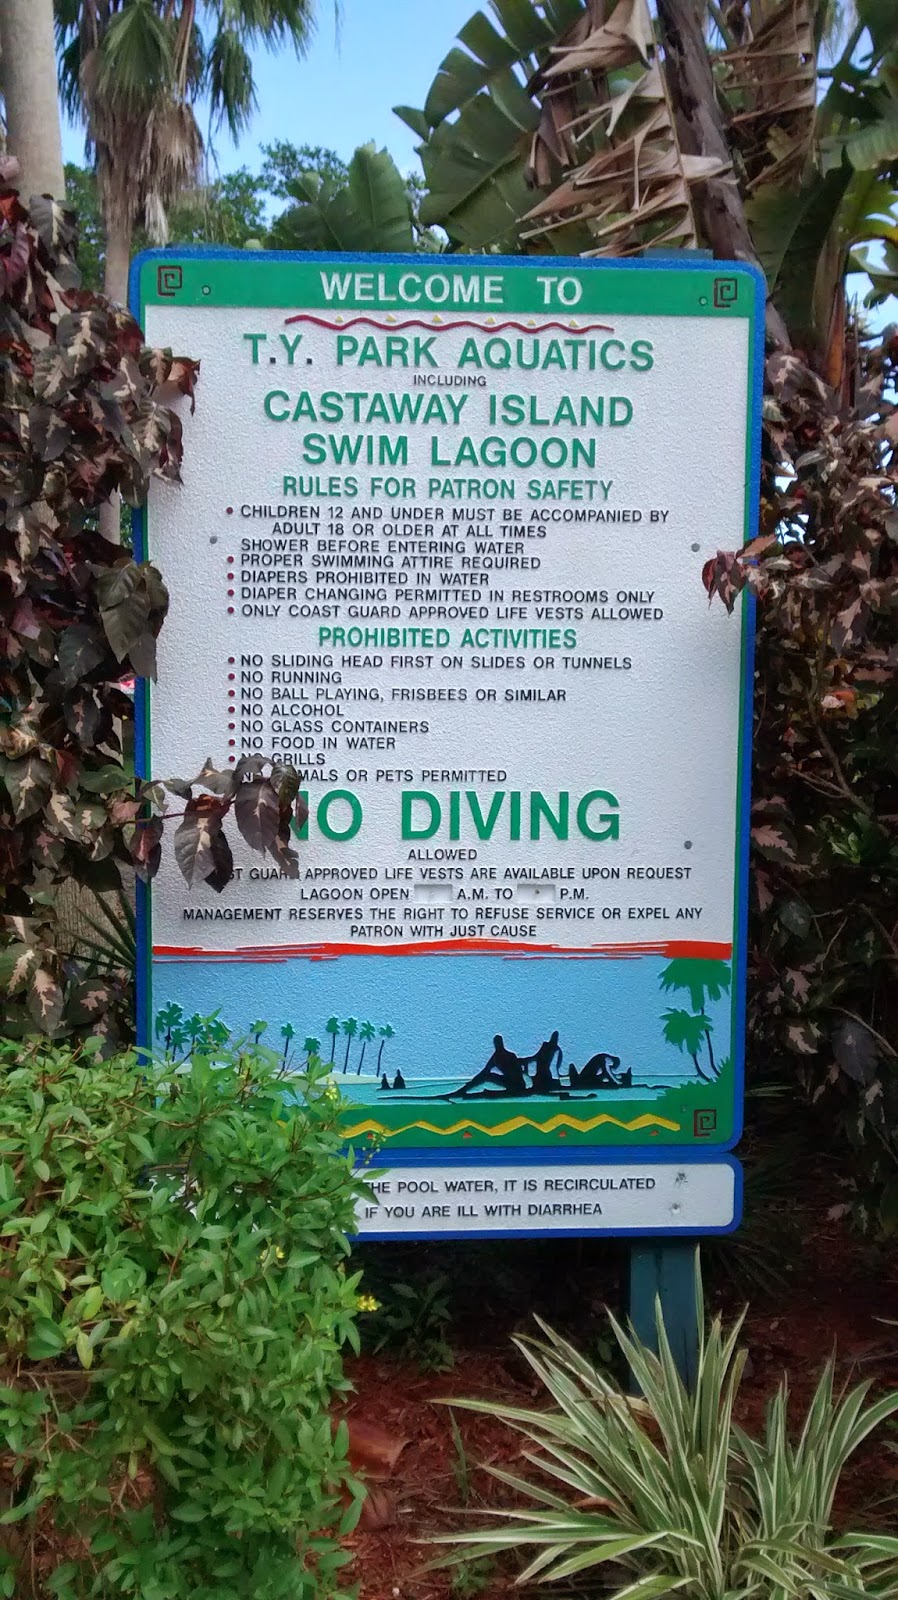 WELCOME TO
T.Y. PARK AQUATICS
INCLUDING
CASTAWAY ISLAND
SWIM LAGOON
RULES FOR PATRON SAFETY
• CHILDREN 12 AND UNDER MUST BE ACCOMPANIED BY
ADULT 18 OR OLDER AT ALL TIMES
SHOWER BEFORE ENTERING WATER
• PROPER SWIMMING ATTIRE REQUIRED
• DIAPERS PROHIBITED IN WATER
• DIAPER CHANGING PERMITTED IN RESTROOMS ONLY
• ONLY COAST GUARD APPROVED LIFE VESTS ALLOWED
PROHIBITED ACTIVITIES
• NO SLIDING HEAD FIRST ON SLIDES OR TUNNELS
• NO RUNNING
• NO BALL PLAYING, FRISBEES OR SIMILAR
• NO ALCOHOL
• NO GLASS CONTAINERS
• NO FOOD IN WATER
• NO GRILLS
OR PETS PERMITTED
NO DIVING
ALLOWED
APPROVED LIFE VESTS ARE AVAILABLE UPON REQUEST
LAGOON OPEN A.M. TO P.M.
MANAGEMENT RESERVES THE RIGHT TO REFUSE SERVICE OR EXPEL ANY
PATRON WITH JUST CAUSE
THE POOL WATER, IT IS RECIRCULATED
IF YOU ARE ILL WITH DIARRHEA